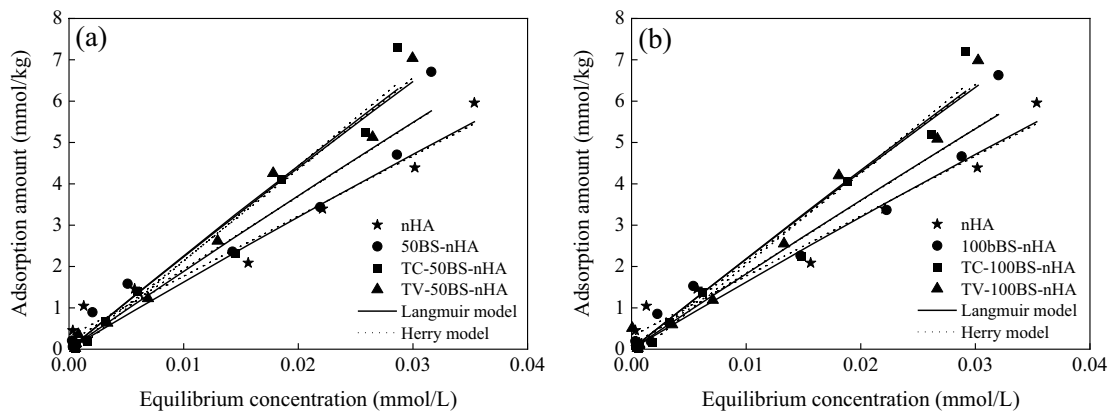 (a)
Adsorption amount (mmol/kg)
8
7
6
5
4
3
2
1
0
nHA
50BS-nHA
TC-50BS-nHA
TV-50BS-nHA
Langmuir model
Herry model
0.00 0.01 0.02 0.03 0.04
Equilibrium concentration (mmol/L)
(b)
Adsorption amount (mmol/kg)
8
7
6
5
4
3
2
1
0
nHA
100bBS-nHA
TC-100BS-nHA
TV-100BS-nHA
Langmuir model
Herry model
0.00 0.01 0.02 0.03 0.04
Equilibrium concentration (mmol/L)